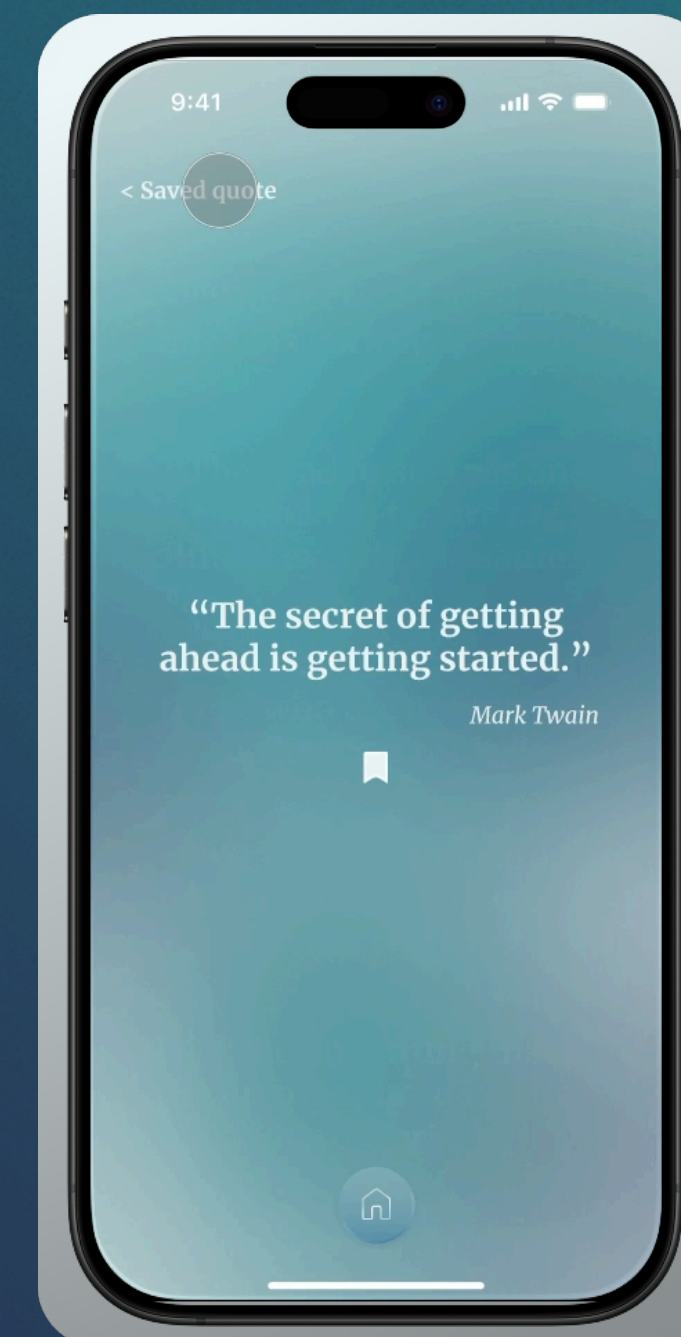 9:41
< Saved quote
“The secret of getting
ahead is getting started.”
Mark Twain